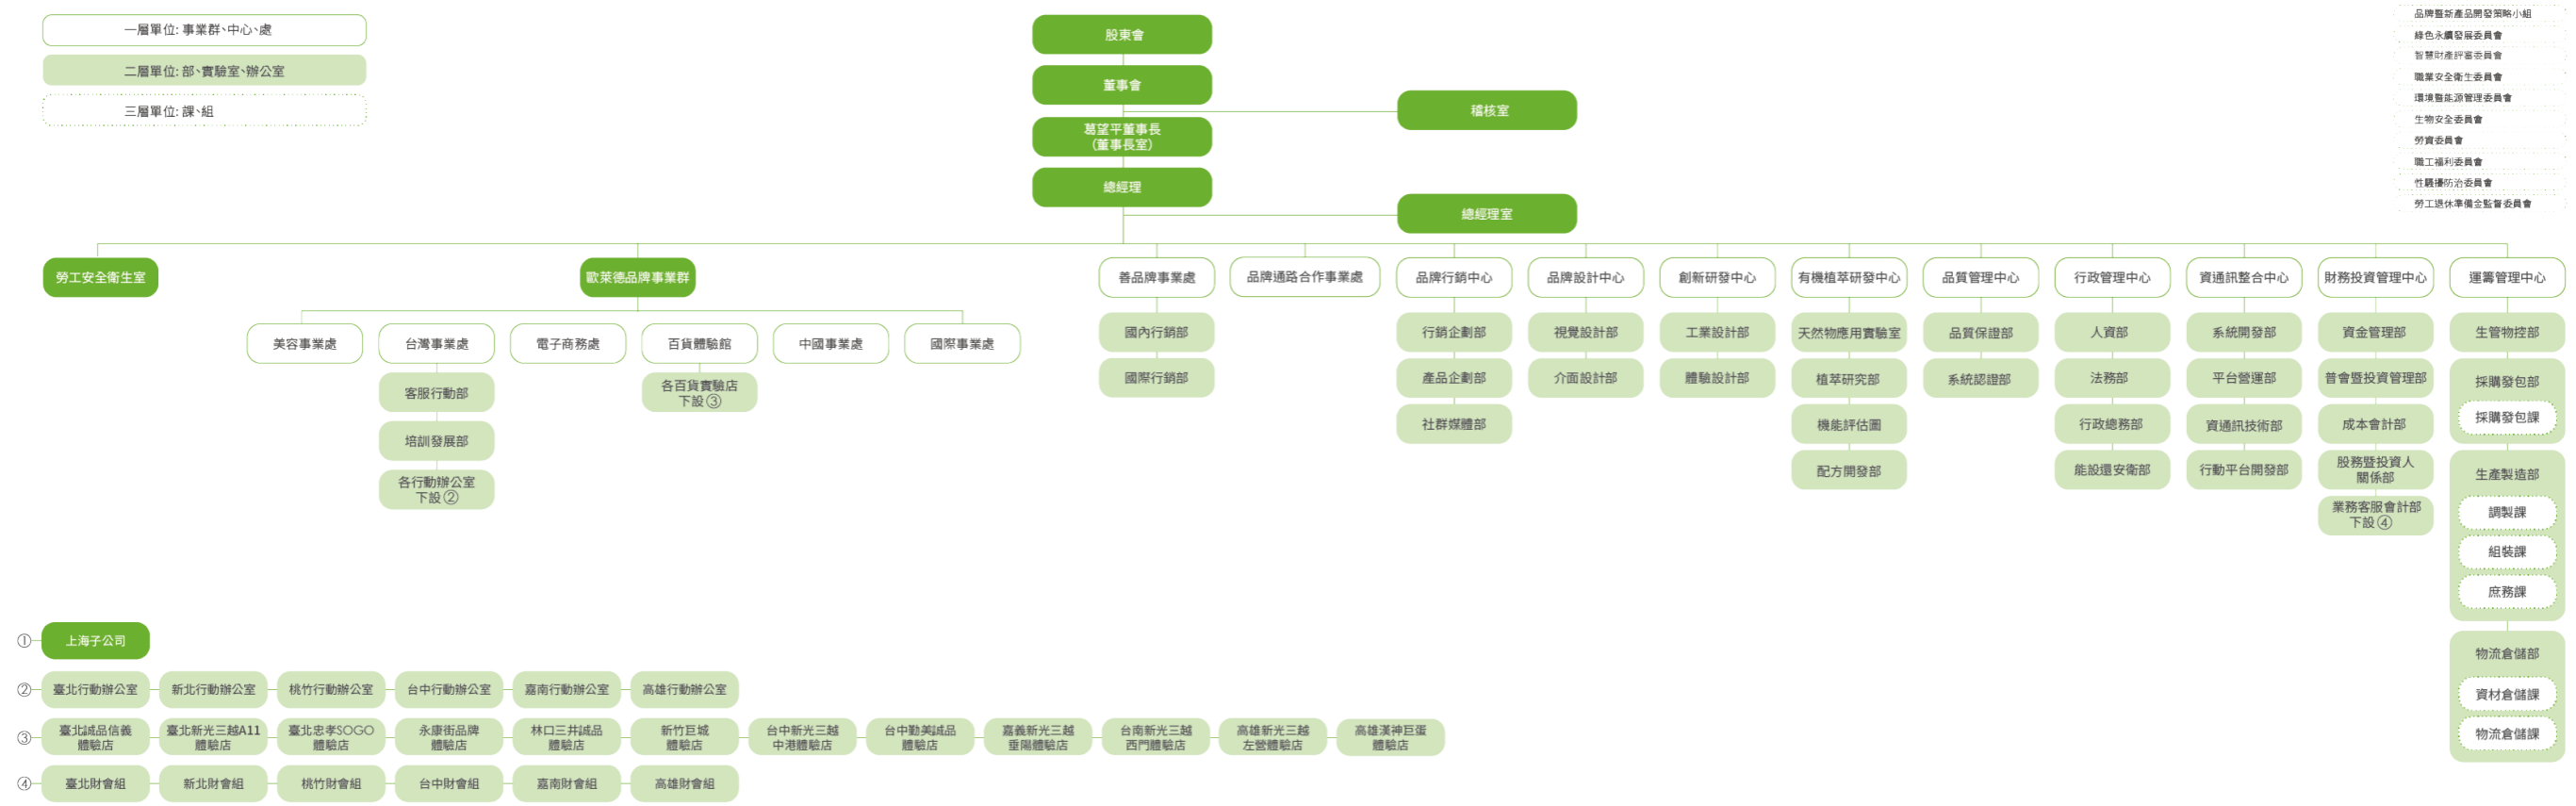 一層單位: 事業群、中心、處
二層單位: 部、實驗室、辦公室
三層單位: 課、組
股東會
董事會
稽核室
葛望平董事長
(董事長室)
總經理
總經理室
品牌暨新產品開發策略小組
綠色永續發展委員會
智慧財產評審委員會
職業安全衛生委員會
環境暨能源管理委員會
生物安全委員會
勞資委員會
職工福利委員會
性騷擾防治委員會
勞工退休準備金監督委員會
勞工安全衛生室
歐萊德品牌事業群
美容事業處
台灣事業處
客服行動部
培訓發展部
各行動辦公室
下設②
電子商務處
百貨體驗館
各百貨實驗店
下設③
中國事業處
國際事業處
善品牌事業處
國內行銷部
國際行銷部
品牌通路合作事業處
品牌行銷中心
行銷企劃部
產品企劃部
社群媒體部
品牌設計中心
視覺設計部
介面設計部
創新研發中心
工業設計部
體驗設計部
有機植萃研發中心
天然物應用實驗室
植萃研究部
機能評估圖
配方開發部
品質管理中心
品質保證部
系統認證部
行政管理中心
人資部
法務部
行政總務部
能設還安衛部
資通訊整合中心
系統開發部
平台營運部
資通訊技術部
行動平台開發部
財務投資管理中心
資金管理部
普會暨投資管理部
成本會計部
股務暨投資人
關係部
業務客服會計部
下設④
運籌管理中心
生管物控部
採購發包部
採購發包課
生產製造部
調製課
組裝課
庶務課
物流倉儲部
資材倉儲課
物流倉儲課
① 上海子公司
② 臺北行動辦公室 新北行動辦公室 桃竹行動辦公室 台中行動辦公室 嘉南行動辦公室 高雄行動辦公室
③ 臺北誠品信義 臺北新光三越A11 臺北忠孝SOGO 永康街品牌 林口三井誠品 新竹巨城 台中新光三越 台中勤美誠品 嘉義新光三越 台南新光三越 高雄新光三越 高雄漢神巨蛋
體驗店 體驗店 體驗店 體驗店 體驗店 體驗店 中港體驗店 體驗店 垂陽體驗店 西門體驗店 左營體驗店 體驗店
④ 臺北財會組 新北財會組 桃竹財會組 台中財會組 嘉南財會組 高雄財會組